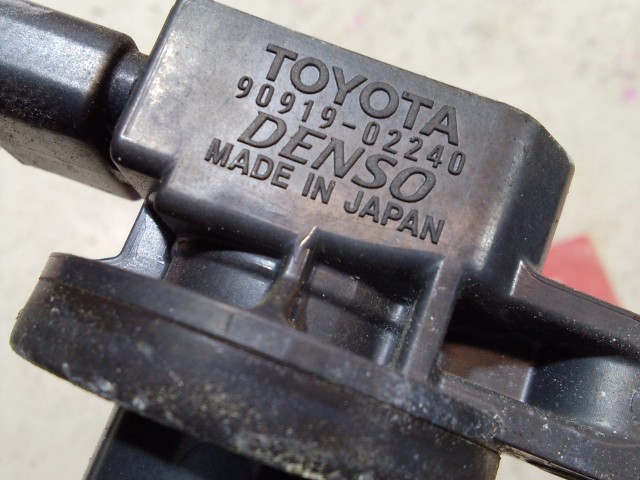 TOYOTA
90919-02240
DENSO
MADE IN JAPAN